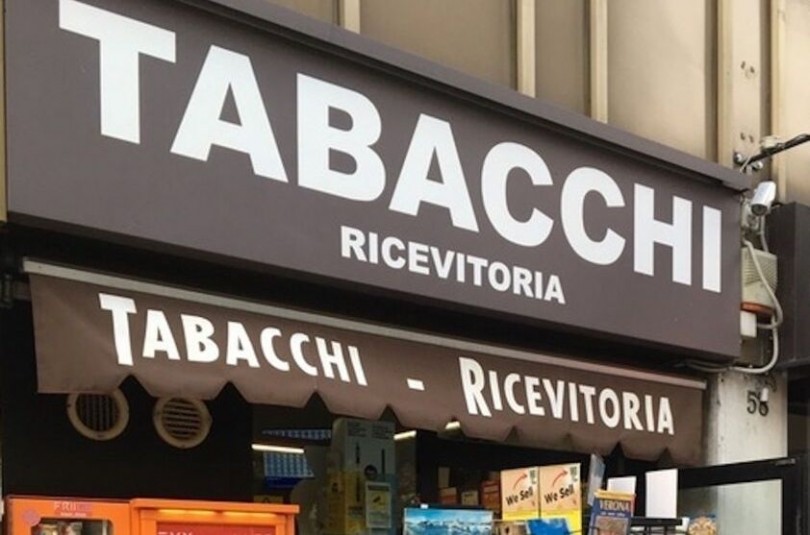 TABACCHI
RICEVITORIA
TABACCHI - RICEVITORIA
58
We Sell
We Sell
VERONA